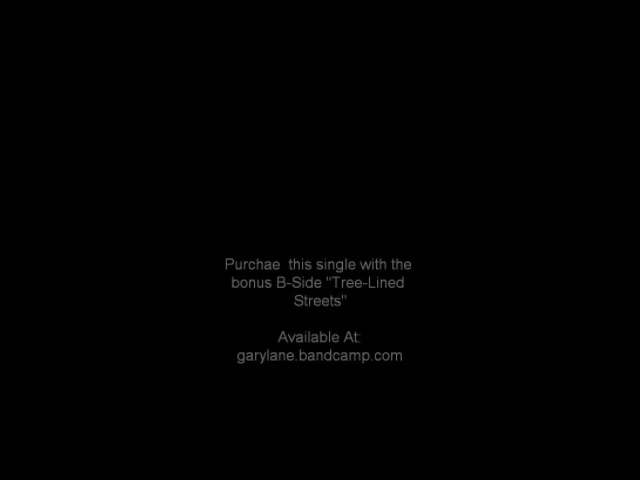 Purchae  this single with the
bonus B-Side "Tree-Lined
Streets"
Available At:
garylane.bandcamp.com